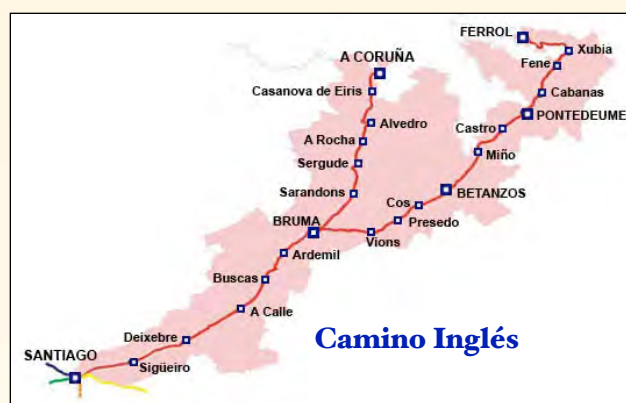 FERROL
Xubia
A CORUÑA
Fene
Casanova de Eiris
Cabanas
PONTEDEUME
Alvedro
Castro
A Rocha
Miño
Sergude
Sarandons
BETANZOS
Cos
BRUMA
Presedo
Vions
Ardemil
Buscas
A Calle
Deixebre
Camino Inglés
SANTIAGO
Sigüeiro